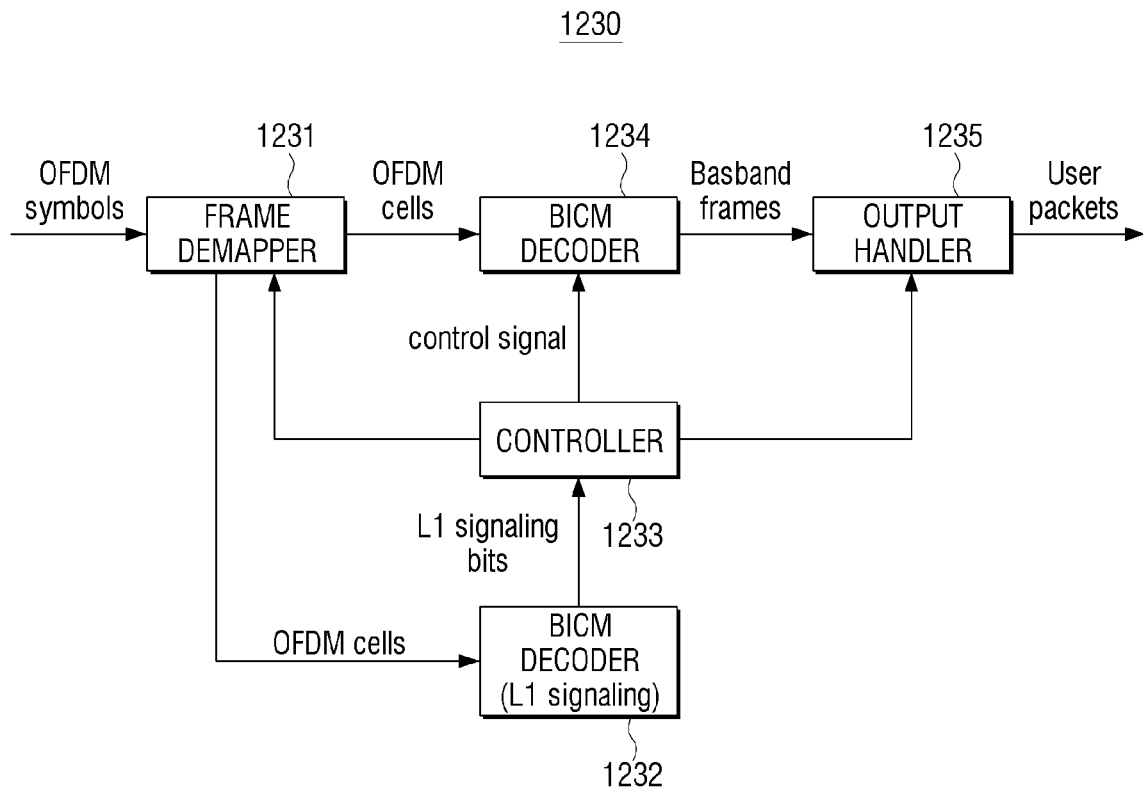 1230
1231
1234
1235
OFDM
symbols
FRAME
DEMAPPER
OFDM
cells
BICM
DECODER
Basband
frames
OUTPUT
HANDLER
User
packets
control signal
CONTROLLER
1233
L1 signaling
bits
OFDM cells
BICM
DECODER
(L1 signaling)
1232